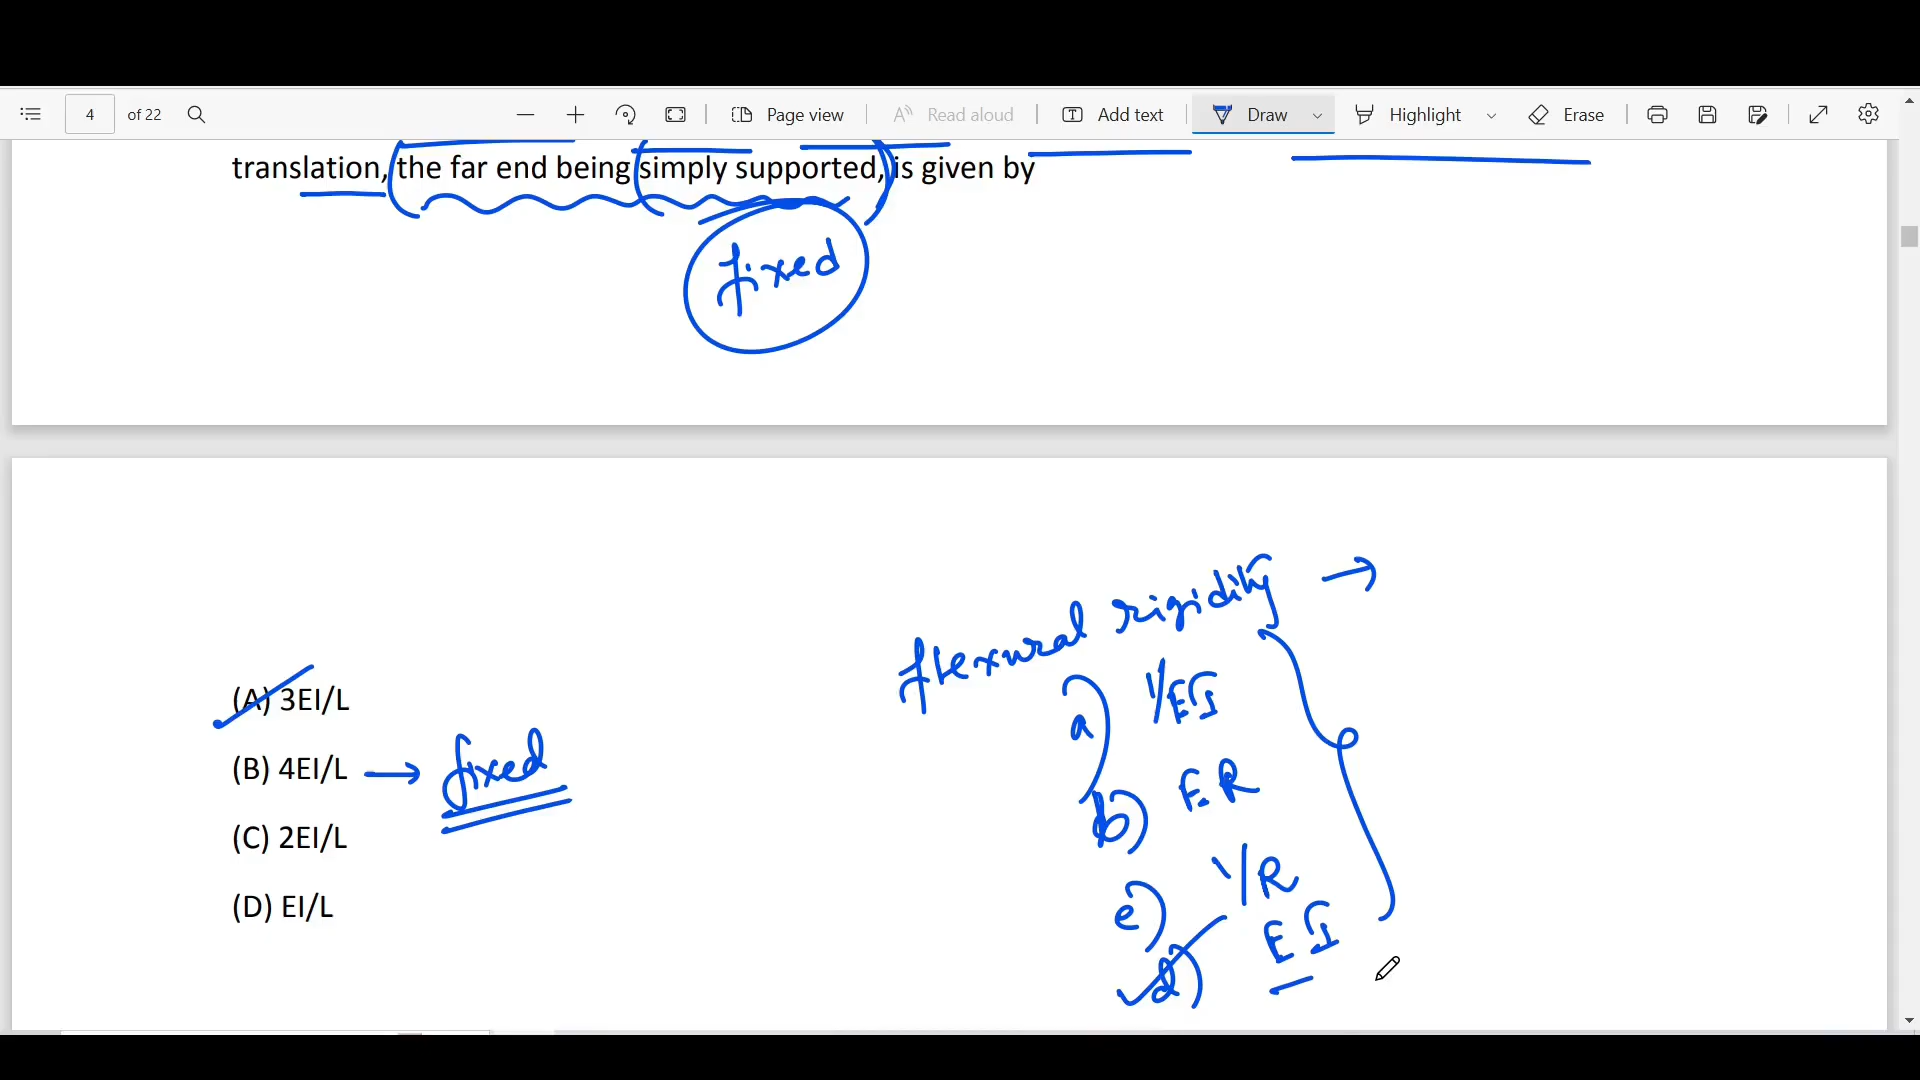 4 of 22 Page view Read aloud Add text Draw Highlight Erase
translation, the far end being simply supported, is given by
fixed
flexural rigidity →
(A) 3EI/L
a) 1/EI
(B) 4EI/L → fixed
b) E.R
(C) 2EI/L
c) 1/R
(D) EI/L
d) EI